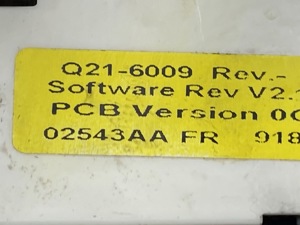 Q21-6009 Rev.-
Software Rev V2.
PCB Version 0
02543AA FR 918